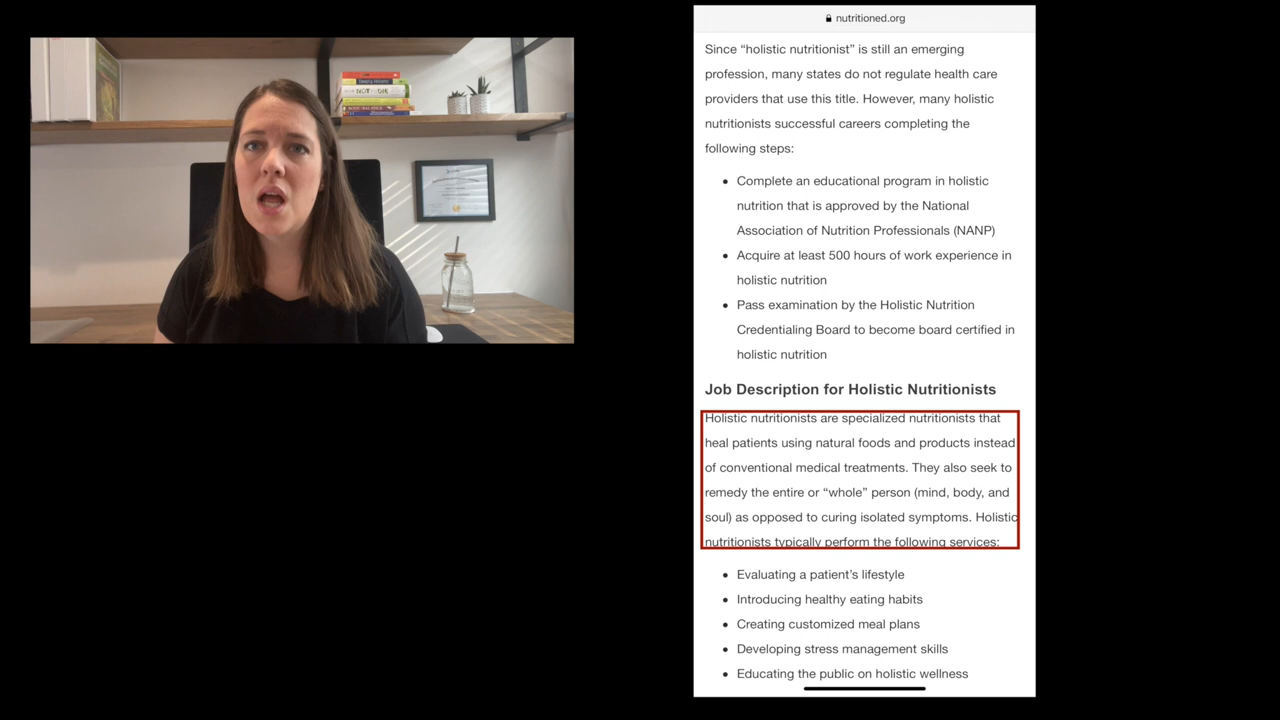 NOT to DIE
nutritioned.org
Since “holistic nutritionist” is still an emerging
profession, many states do not regulate health care
providers that use this title. However, many holistic
nutritionists successful careers completing the
following steps:
• Complete an educational program in holistic
nutrition that is approved by the National
Association of Nutrition Professionals (NANP)
• Acquire at least 500 hours of work experience in
holistic nutrition
• Pass examination by the Holistic Nutrition
Credentialing Board to become board certified in
holistic nutrition
Job Description for Holistic Nutritionists
Holistic nutritionists are specialized nutritionists that
heal patients using natural foods and products instead
of conventional medical treatments. They also seek to
remedy the entire or “whole” person (mind, body, and
soul) as opposed to curing isolated symptoms. Holistic
nutritionists typically perform the following services:
• Evaluating a patient’s lifestyle
• Introducing healthy eating habits
• Creating customized meal plans
• Developing stress management skills
• Educating the public on holistic wellness